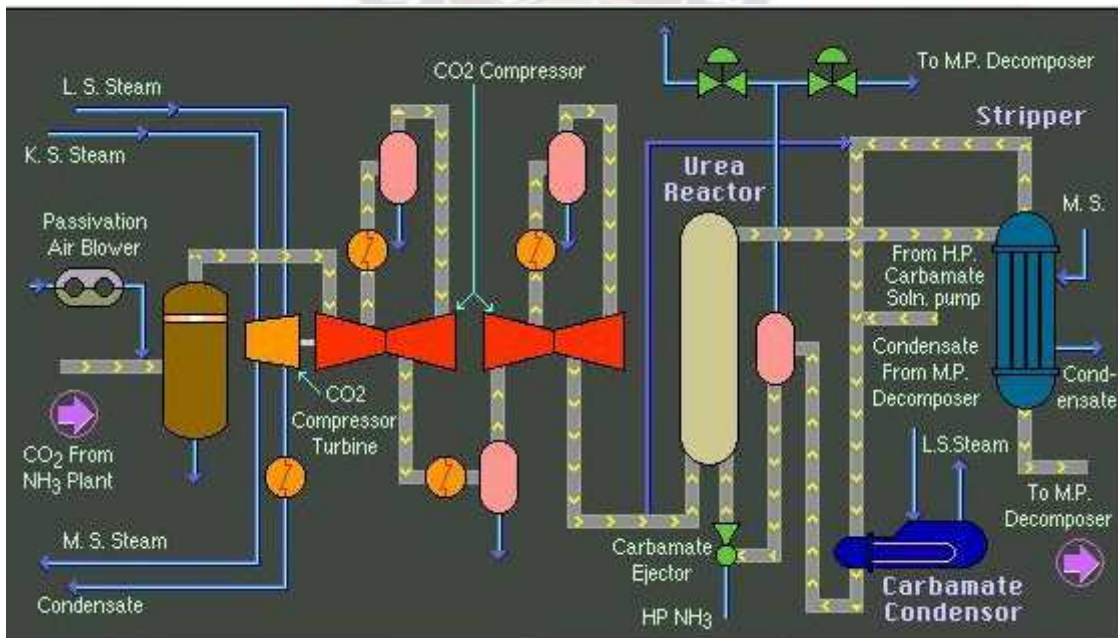 CO2 Compressor
To M.P. Decomposer
L. S. Steam
K. S. Steam
Stripper
Urea
Reactor
Passivation
Air Blower
M. S.
From H.P.
Carbamate
Soln. pump
Condensate
From M.P.
Decomposer
Cond-
ensate
CO2
Compressor
Turbine
CO2 From
NH3 Plant
L.S.Steam
To M.P.
Decomposer
M. S. Steam
Carbamate
Ejector
Carbamate
Condensor
Condensate
HP NH3